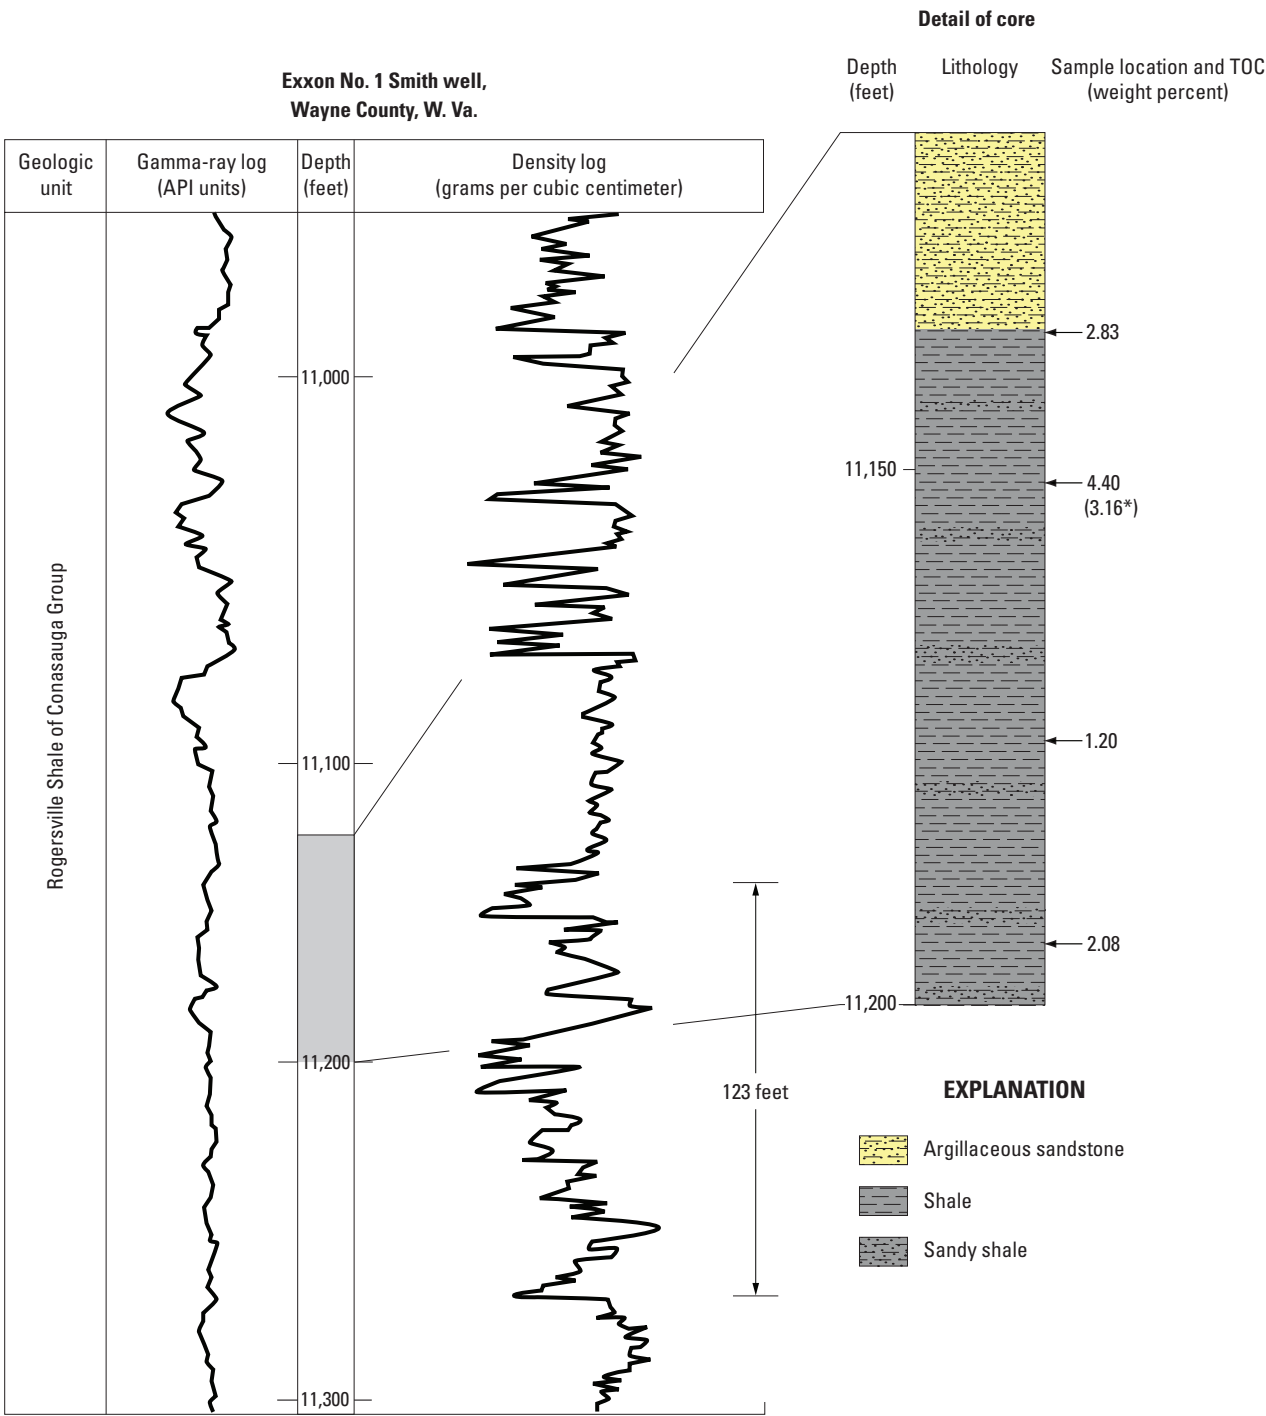 Detail of core
Depth
(feet)
Lithology
Sample location and TOC
(weight percent)
Exxon No. 1 Smith well,
Wayne County, W. Va.
Geologic
unit
Gamma-ray log
(API units)
Depth
(feet)
Density log
(grams per cubic centimeter)
Rogersville Shale of Conasauga Group
11,000
11,100
11,200
11,300
123 feet
11,150
11,200
2.83
4.40
(3.16*)
1.20
2.08
EXPLANATION
Argillaceous sandstone
Shale
Sandy shale